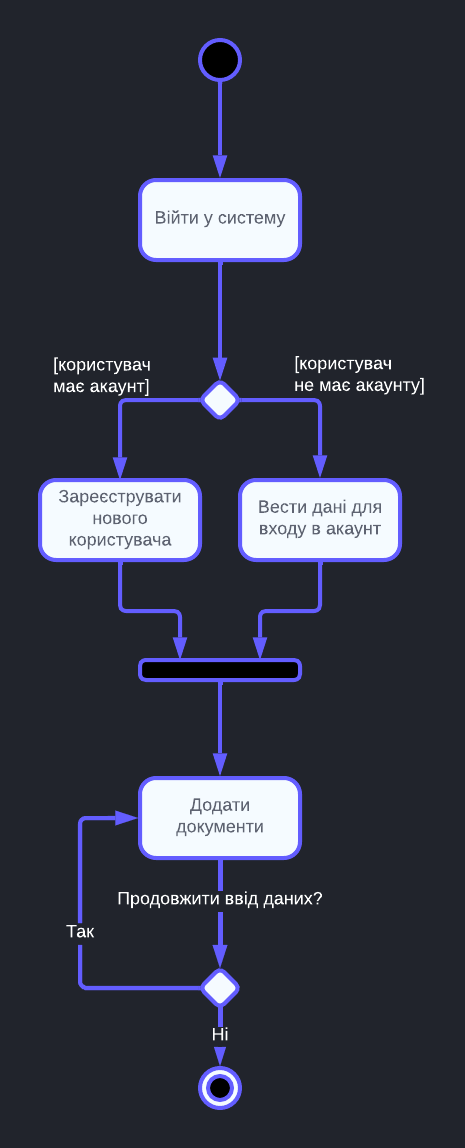 Війти у систему
[користувач
має акаунт]
[користувач
не має акаунту]
Зареєструвати
нового
користувача
Вести дані для
входу в акаунт
Додати
документи
Продовжити ввід даних?
Так
Ні